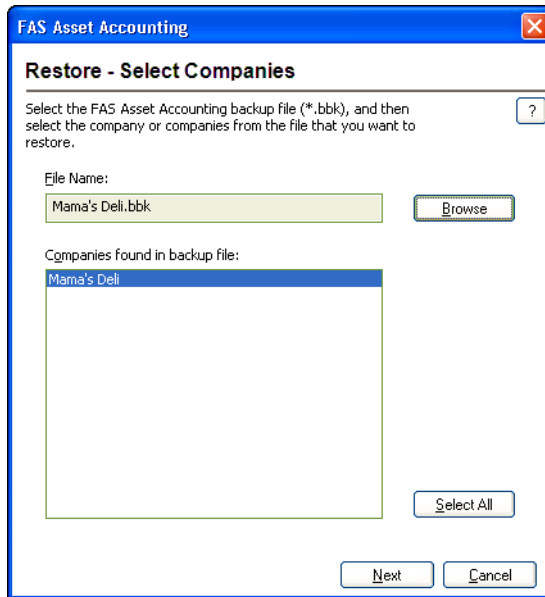 FAS Asset Accounting
Restore - Select Companies
Select the FAS Asset Accounting backup file (*.bbk), and then
select the company or companies from the file that you want to
restore.
?
File Name:
Mama's Deli.bbk
Browse
Companies found in backup file:
Mama's Deli
Select All
Next
Cancel